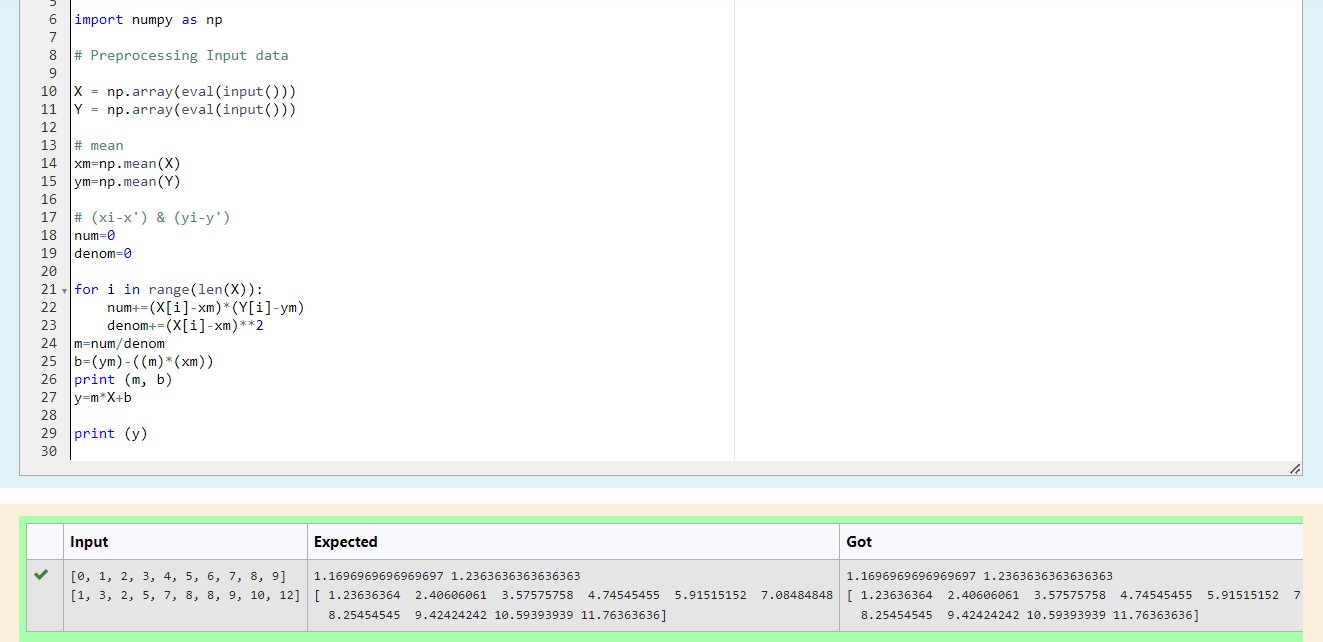 5
6 import numpy as np
7
8 # Preprocessing Input data
9
10 X = np.array(eval(input()))
11 Y = np.array(eval(input()))
12
13 # mean
14 xm=np.mean(X)
15 ym=np.mean(Y)
16
17 # (xi-x') & (yi-y')
18 num=0
19 denom=0
20
21 for i in range(len(X)):
22     num+=(X[i]-xm)*(Y[i]-ym)
23     denom+=(X[i]-xm)**2
24 m=num/denom
25 b=(ym)-((m)*(xm))
26 print (m, b)
27 y=m*X+b
28
29 print (y)
30
Input Expected Got
[0, 1, 2, 3, 4, 5, 6, 7, 8, 9]
[1, 3, 2, 5, 7, 8, 8, 9, 10, 12]
1.1696969696969697 1.2363636363636363
[ 1.23636364  2.40606061  3.57575758  4.74545455  5.91515152  7.08484848
  8.25454545  9.42424242 10.59393939 11.76363636]
1.1696969696969697 1.2363636363636363
[ 1.23636364  2.40606061  3.57575758  4.74545455  5.91515152  7
  8.25454545  9.42424242 10.59393939 11.76363636]